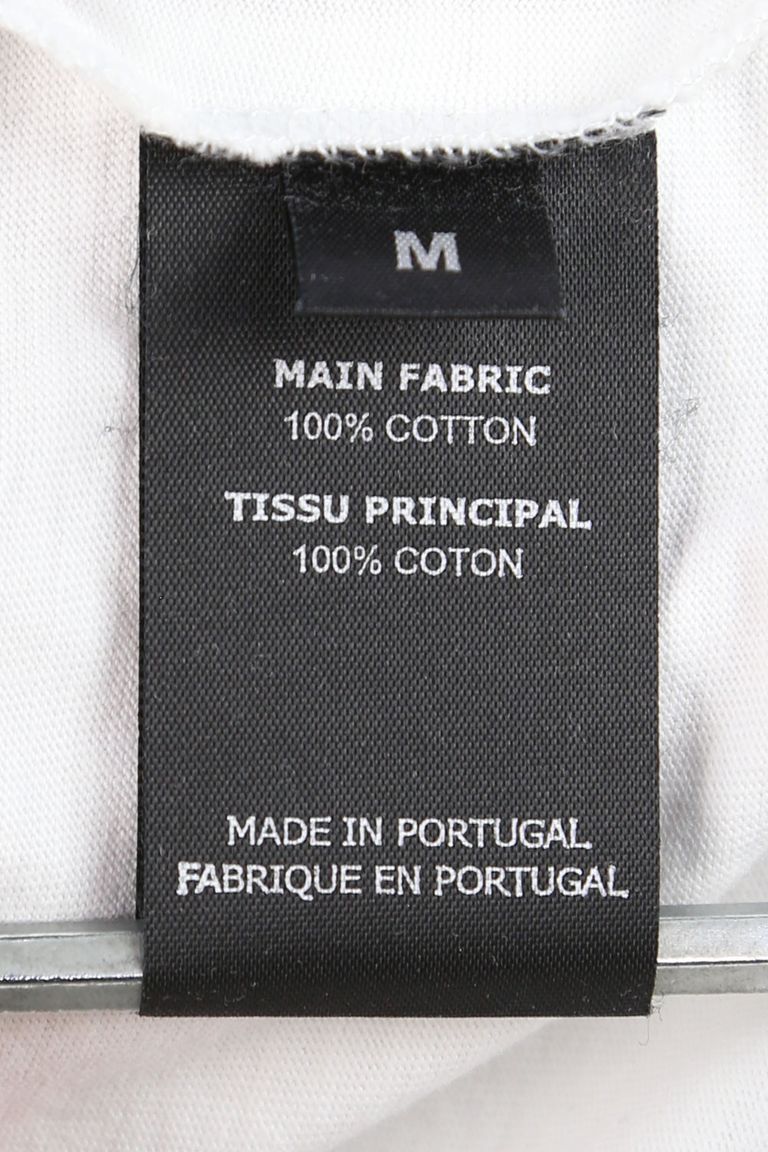 M
MAIN FABRIC
100% COTTON
TISSU PRINCIPAL
100% COTON
MADE IN PORTUGAL
FABRIQUE EN PORTUGAL